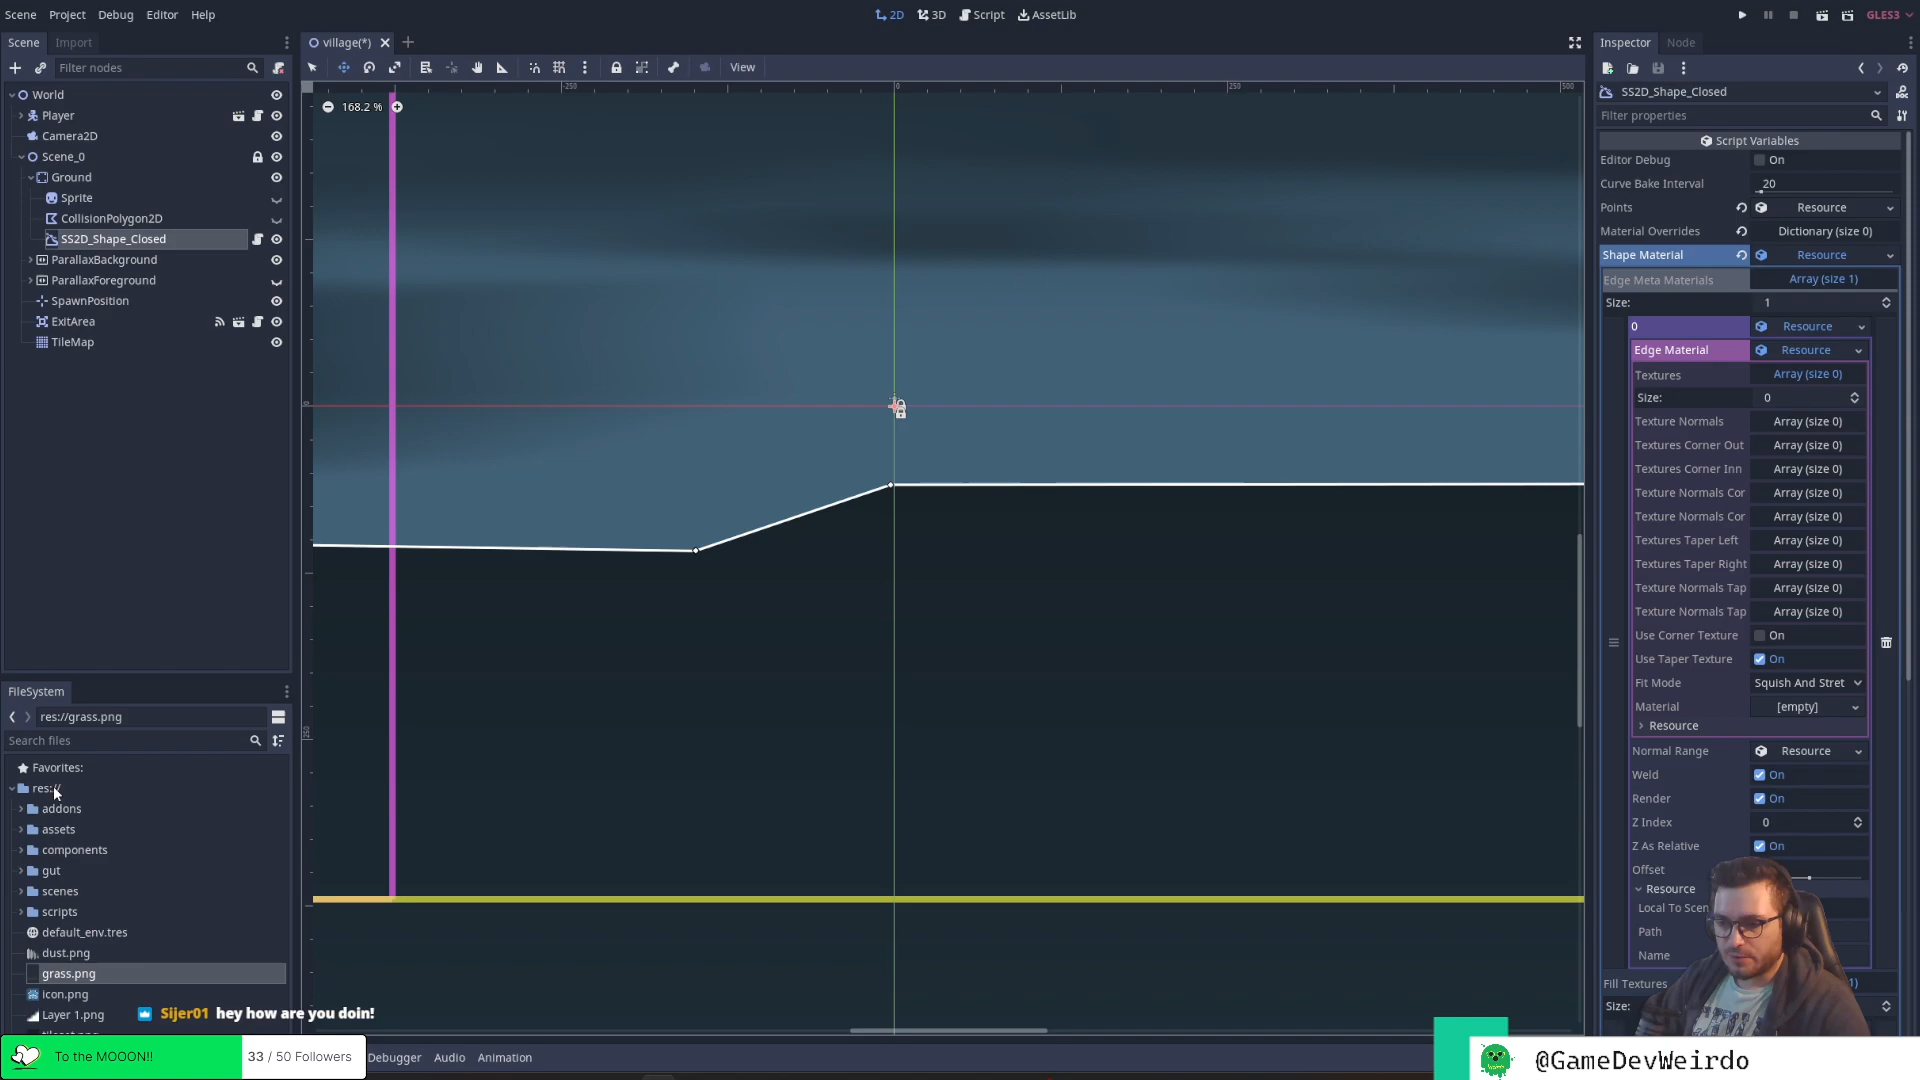 Scene Project Debug Editor Help
2D 3D Script AssetLib
GLES3
Scene Import
village(*)
Inspector Node
Filter nodes
View
SS2D_Shape_Closed
Filter properties
-250 0 250 500
168.2 %
World
Player
Camera2D
Scene_0
Ground
Sprite
CollisionPolygon2D
SS2D_Shape_Closed
ParallaxBackground
ParallaxForeground
SpawnPosition
ExitArea
TileMap
Script Variables
Editor Debug On
Curve Bake Interval 20
Points Resource
Material Overrides Dictionary (size 0)
Shape Material Resource
Edge Meta Materials Array (size 1)
Size: 1
0 Resource
Edge Material Resource
Textures Array (size 0)
Size: 0
Texture Normals Array (size 0)
Textures Corner Out Array (size 0)
Textures Corner Inn Array (size 0)
Texture Normals Cor Array (size 0)
Texture Normals Cor Array (size 0)
Textures Taper Left Array (size 0)
Textures Taper Right Array (size 0)
Texture Normals Tap Array (size 0)
Texture Normals Tap Array (size 0)
Use Corner Texture On
Use Taper Texture On
Fit Mode Squish And Stret
Material [empty]
Resource
Normal Range Resource
Weld On
Render On
Z Index 0
Z As Relative On
Offset
Resource
Local To Scen
Path
Name
Fill Textures 1)
Size:
FileSystem
res://grass.png
Search files
Favorites:
res://
addons
assets
components
gut
scenes
scripts
default_env.tres
dust.png
grass.png
icon.png
Layer 1.png
Sijer01 hey how are you doin!
To the MOOON!! 33 / 50 Followers
Debugger Audio Animation
@GameDevWeirdo